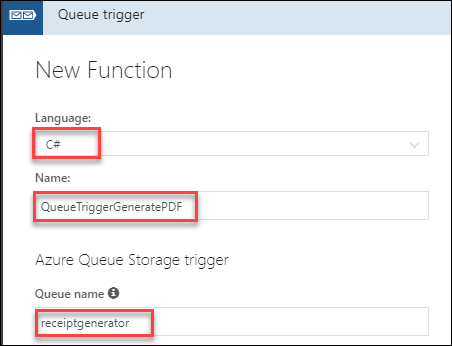 Queue trigger
New Function
Language:
C#
Name:
QueueTriggerGeneratePDF
Azure Queue Storage trigger
Queue name
receiptgenerator